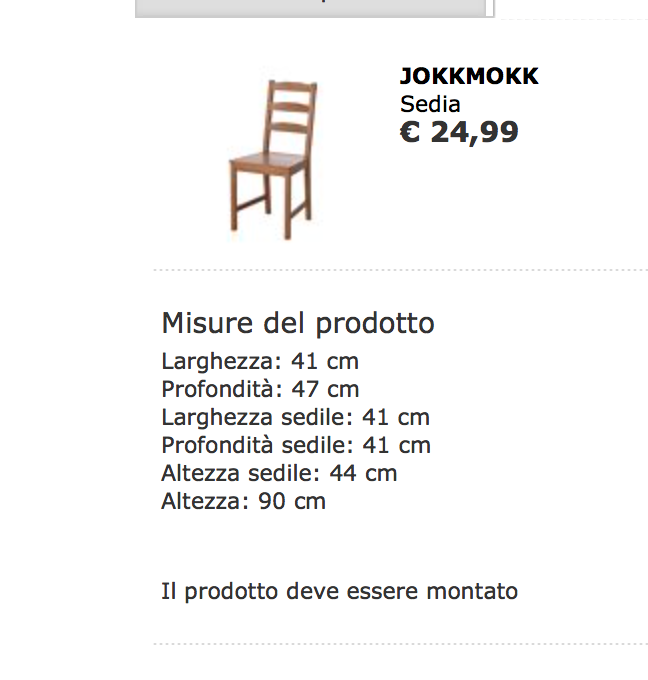 JOKKMOKK
Sedia
€ 24,99
Misure del prodotto
Larghezza: 41 cm
Profondità: 47 cm
Larghezza sedile: 41 cm
Profondità sedile: 41 cm
Altezza sedile: 44 cm
Altezza: 90 cm
Il prodotto deve essere montato